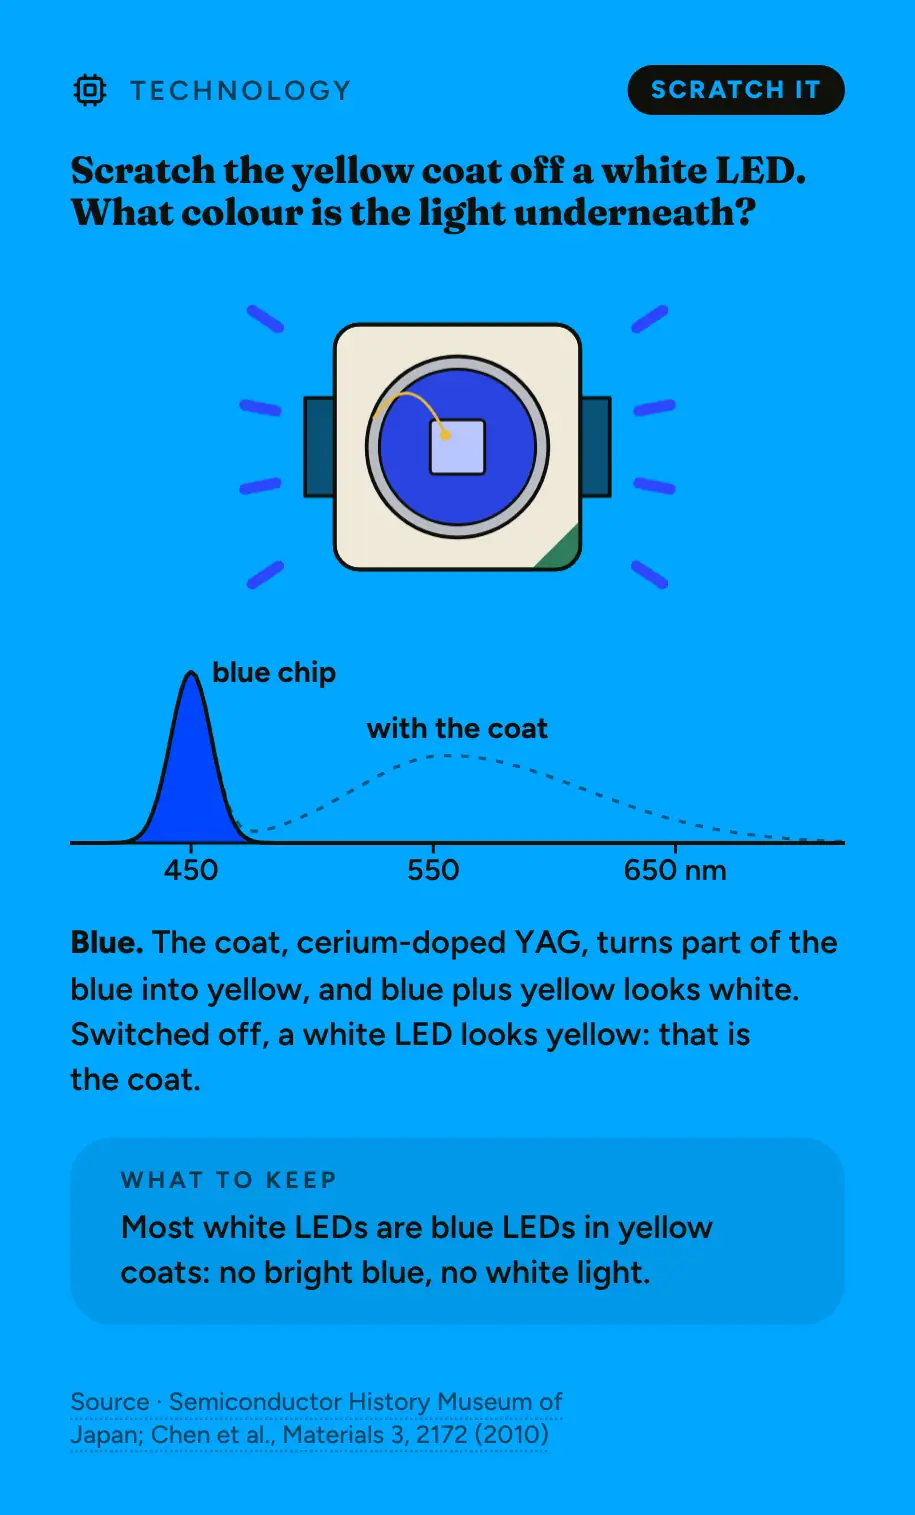 TECHNOLOGY
SCRATCH IT
Scratch the yellow coat off a white LED.
What colour is the light underneath?
blue chip
with the coat
450
550
650 nm
Blue. The coat, cerium-doped YAG, turns part of the
blue into yellow, and blue plus yellow looks white.
Switched off, a white LED looks yellow: that is
the coat.
WHAT TO KEEP
Most white LEDs are blue LEDs in yellow
coats: no bright blue, no white light.
Source · Semiconductor History Museum of
Japan; Chen et al., Materials 3, 2172 (2010)